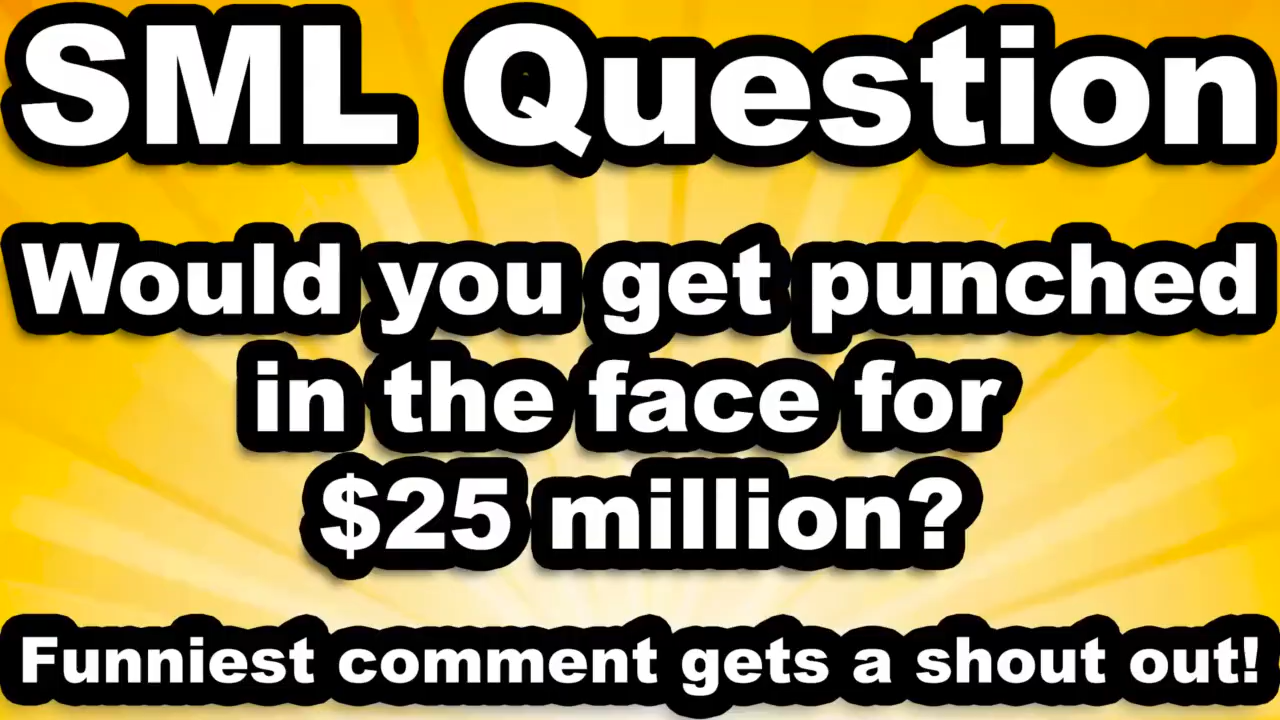 SML Question
Would you get punched
in the face for
$25 million?
Funniest comment gets a shout out!